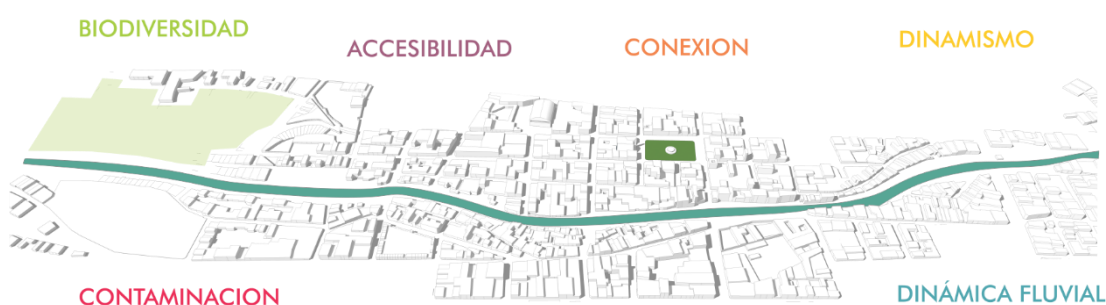 BIODIVERSIDAD
ACCESIBILIDAD
CONEXION
DINAMISMO
CONTAMINACION
DINÁMICA FLUVIAL